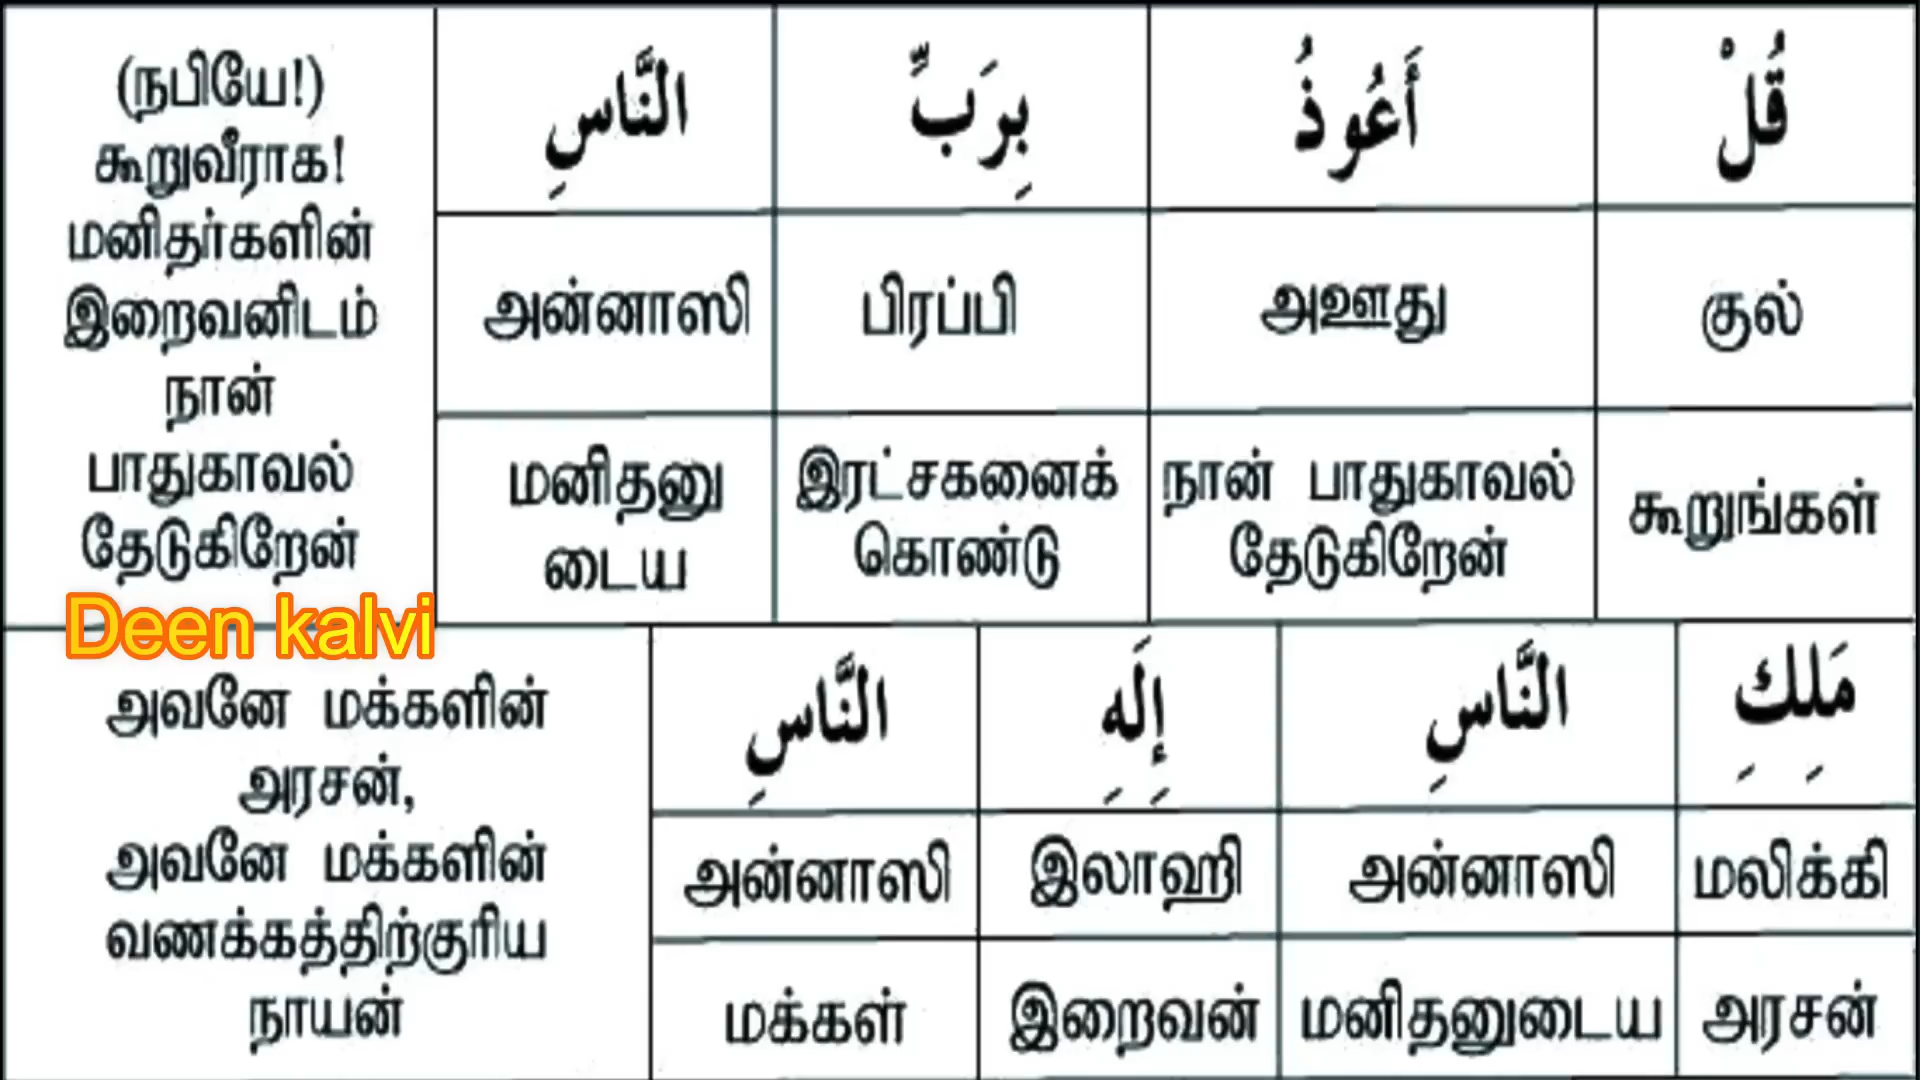 (நபியே!)
கூறுவீராக!
மனிதர்களின்
இறைவனிடம்
நான்
பாதுகாவல்
தேடுகிறேன்
قُلْ أَعُوذُ بِرَبِّ النَّاسِ
அன்னாஸி பிரப்பி அஊது குல்
மனிதனு டைய இரட்சகனைக் கொண்டு நான் பாதுகாவல் தேடுகிறேன் கூறுங்கள்
Deen kalvi
அவனே மக்களின்
அரசன்,
அவனே மக்களின்
வணக்கத்திற்குரிய
நாயன்
مَلِكِ النَّاسِ إِلَهِ النَّاسِ
அன்னாஸி இலாஹி அன்னாஸி மலிக்கி
மக்கள் இறைவன் மனிதனுடைய அரசன்